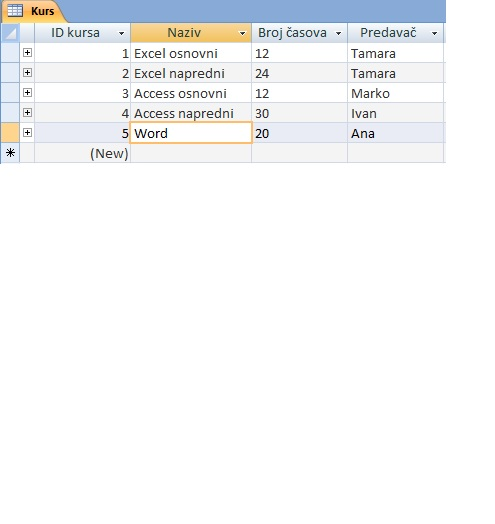 Kurs
ID kursa Naziv Broj časova Predavač
1 Excel osnovni 12 Tamara
2 Excel napredni 24 Tamara
3 Access osnovni 12 Marko
4 Access napredni 30 Ivan
5 Word 20 Ana
(New)